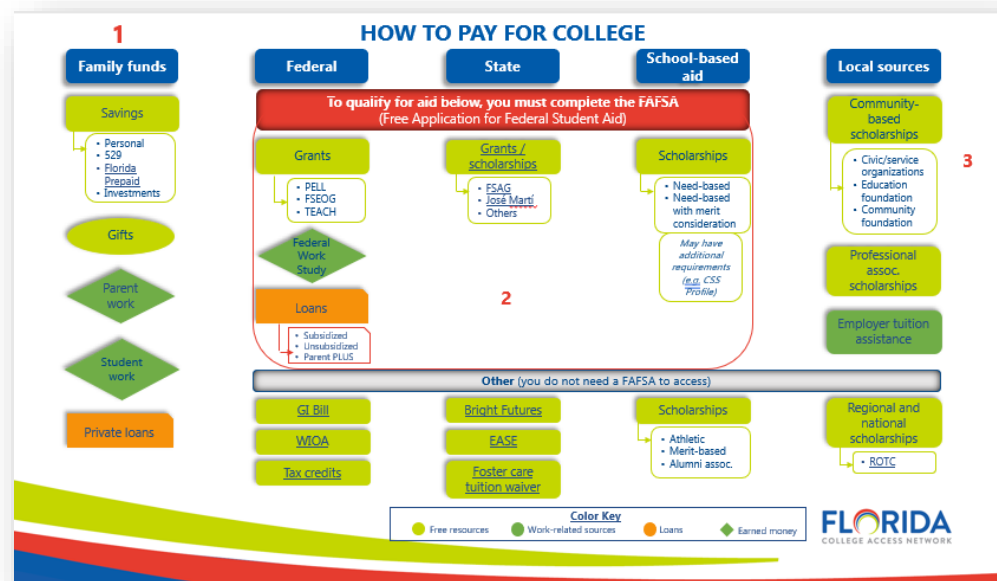 1
HOW TO PAY FOR COLLEGE
Family funds
Federal
State
School-based
aid
Local sources
To qualify for aid below, you must complete the FAFSA
(Free Application for Federal Student Aid)
Savings
• Personal
• 529
• Florida
Prepaid
• Investments
Gifts
Parent
work
Student
work
Private loans
Grants
• PELL
• FSEOG
• TEACH
Federal
Work
Study
Loans
• Subsidized
• Unsubsidized
• Parent PLUS
Grants /
scholarships
• FSAG
• José Martí
• Others
2
Scholarships
• Need-based
• Need-based
with merit
consideration
May have
additional
requirements
(e.g. CSS
Profile)
Community-
based
scholarships
• Civic/service
organizations
• Education
foundation
• Community
foundation
3
Professional
assoc.
scholarships
Employer tuition
assistance
Other (you do not need a FAFSA to access)
GI Bill
WIOA
Tax credits
Bright Futures
EASE
Foster care
tuition waiver
Scholarships
• Athletic
• Merit-based
• Alumni assoc.
Regional and
national
scholarships
• ROTC
Color Key
Free resources
Work-related sources
Loans
Earned money
FLORIDA
COLLEGE ACCESS NETWORK